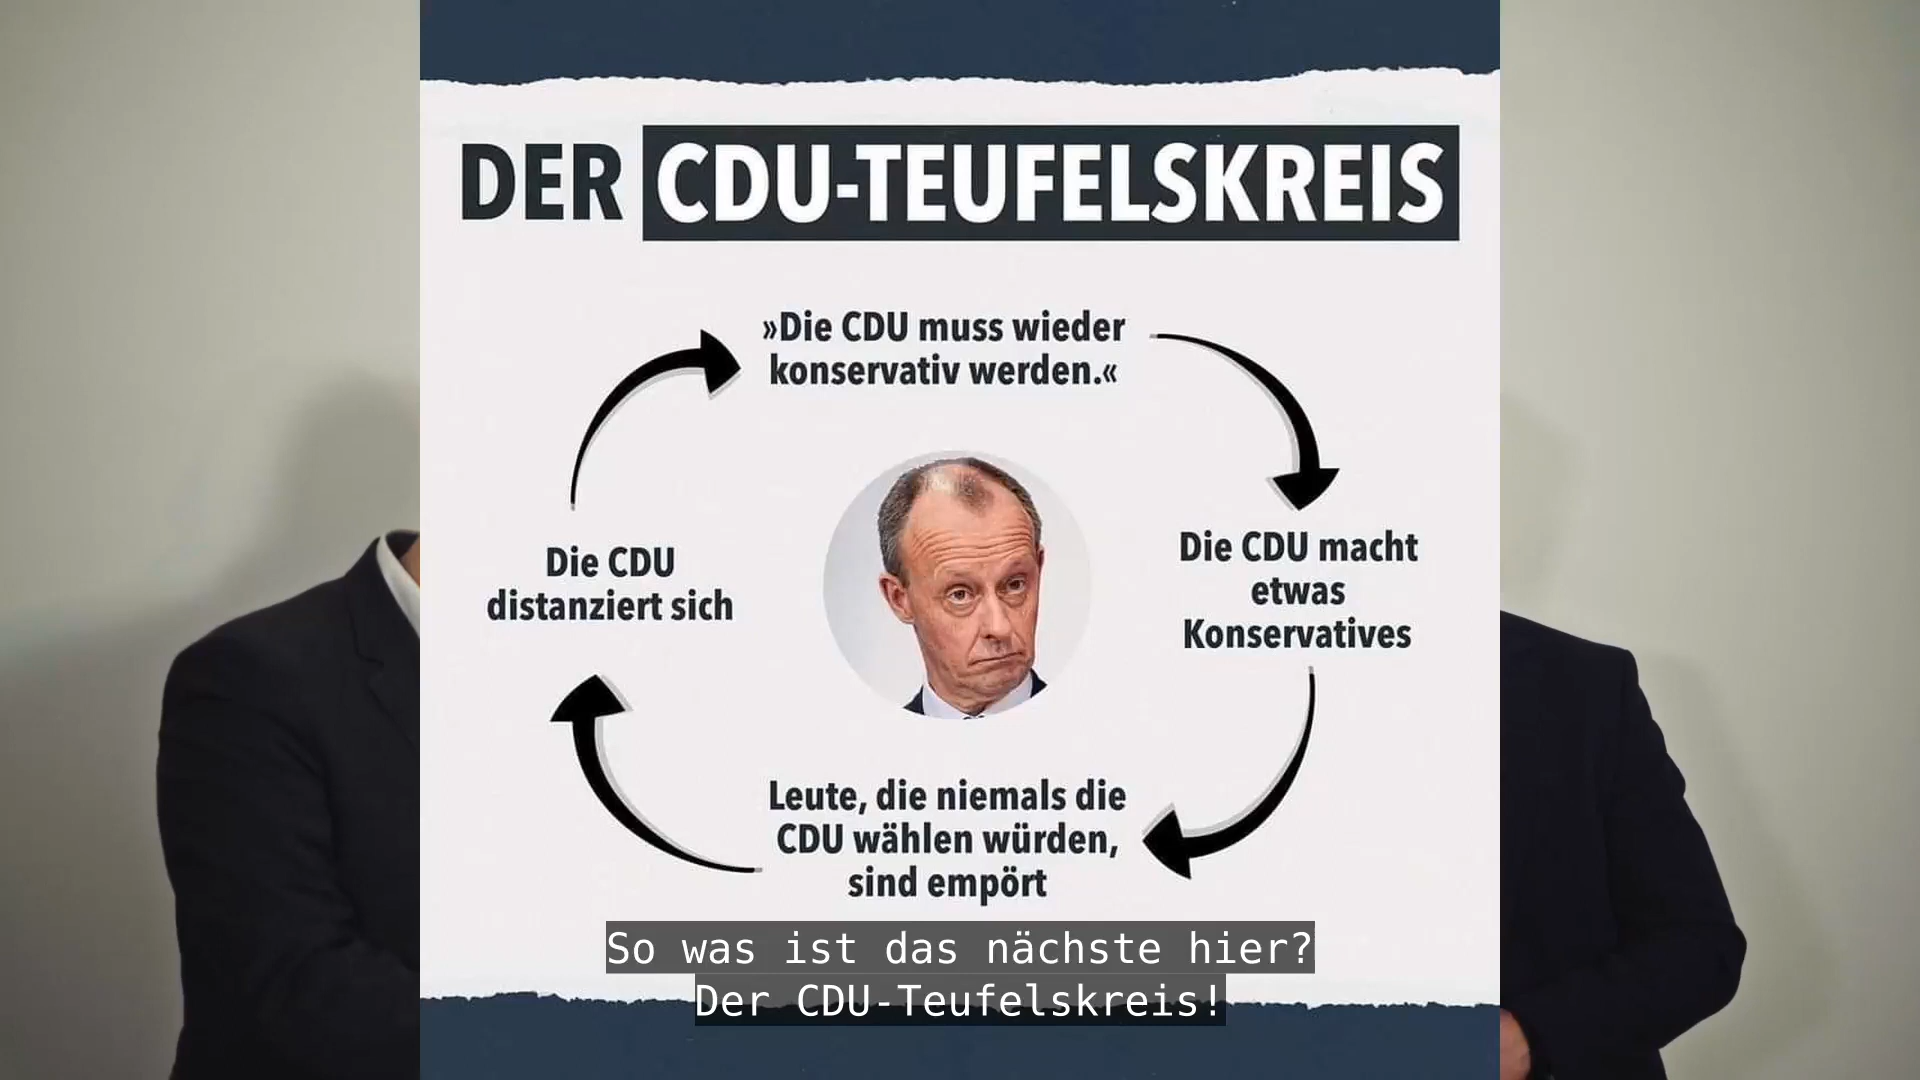 DER CDU-TEUFELSKREIS
»Die CDU muss wieder
konservativ werden.«
Die CDU macht
etwas
Konservatives
Leute, die niemals die
CDU wählen würden,
sind empört
Die CDU
distanziert sich
So was ist das nächste hier?
Der CDU-Teufelskreis!